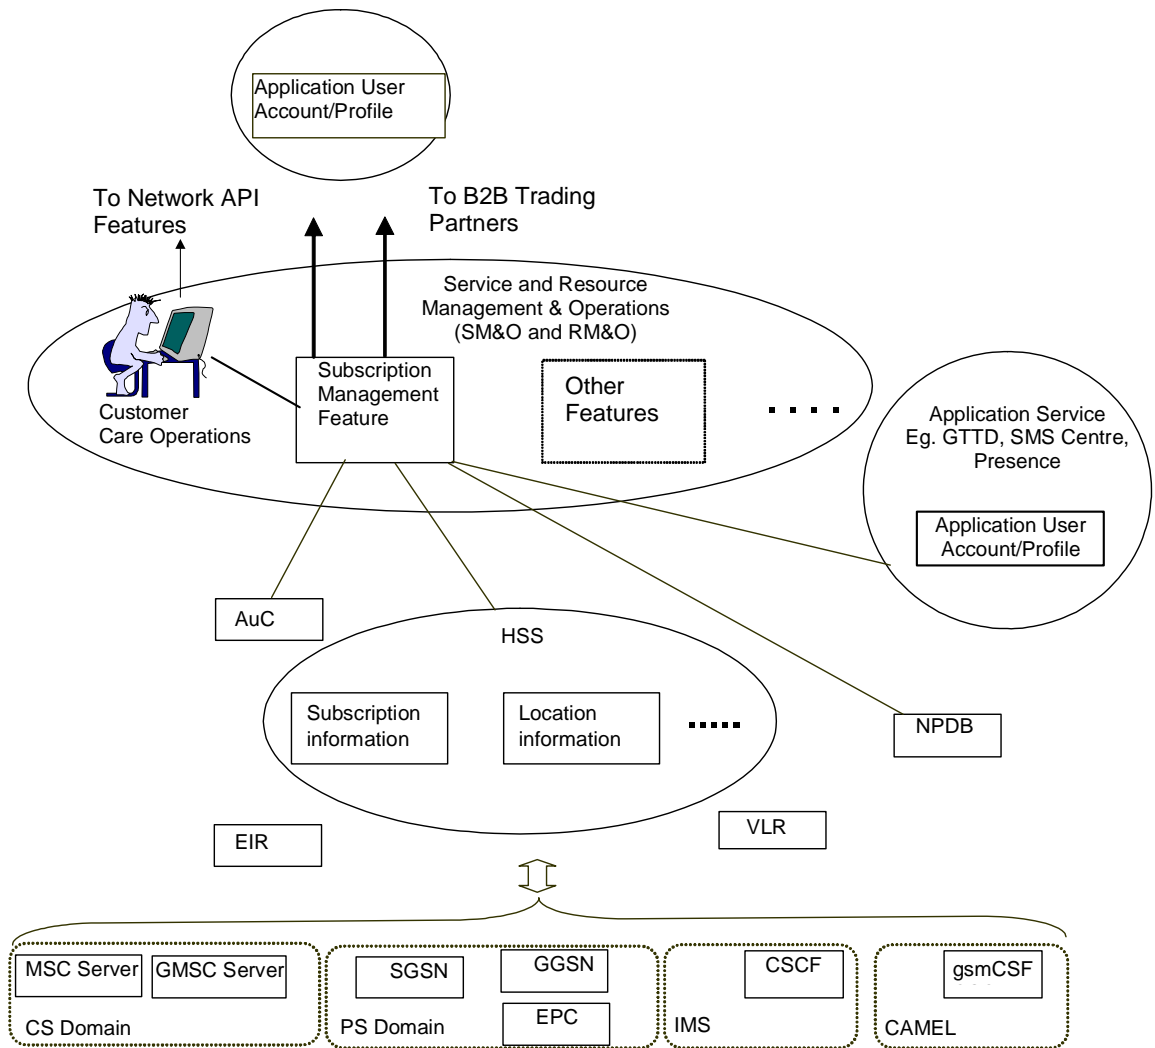 Application User
Account/Profile
To Network API
Features
To B2B Trading
Partners
Service and Resource
Management & Operations
(SM&O and RM&O)
Subscription
Management
Feature
Other
Features
Customer
Care Operations
Application Service
Eg. GTTD, SMS Centre,
Presence
Application User
Account/Profile
AuC
HSS
Subscription
information
Location
information
NPDB
EIR
VLR
MSC Server
GMSC Server
CS Domain
SGSN
GGSN
EPC
PS Domain
CSCF
IMS
gsmCSF
CAMEL